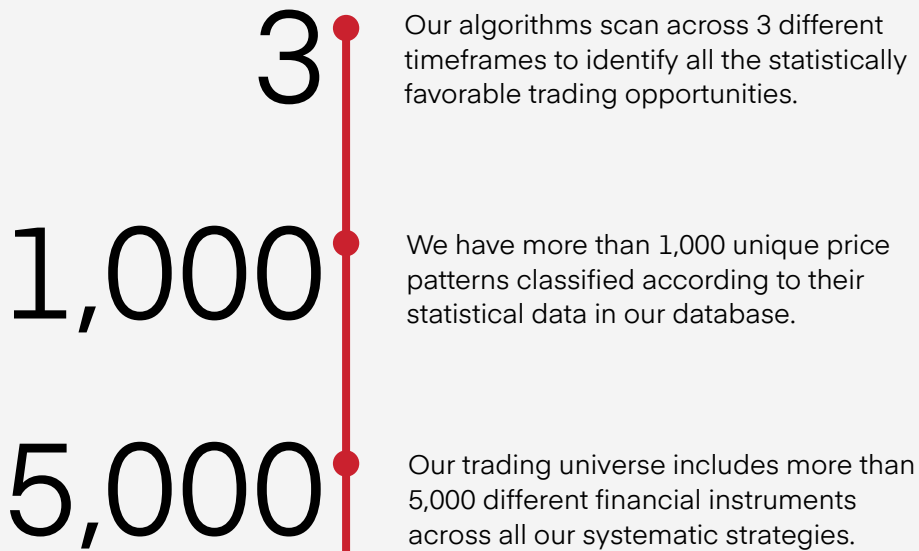 3
Our algorithms scan across 3 different
timeframes to identify all the statistically
favorable trading opportunities.
1,000
We have more than 1,000 unique price
patterns classified according to their
statistical data in our database.
5,000
Our trading universe includes more than
5,000 different financial instruments
across all our systematic strategies.